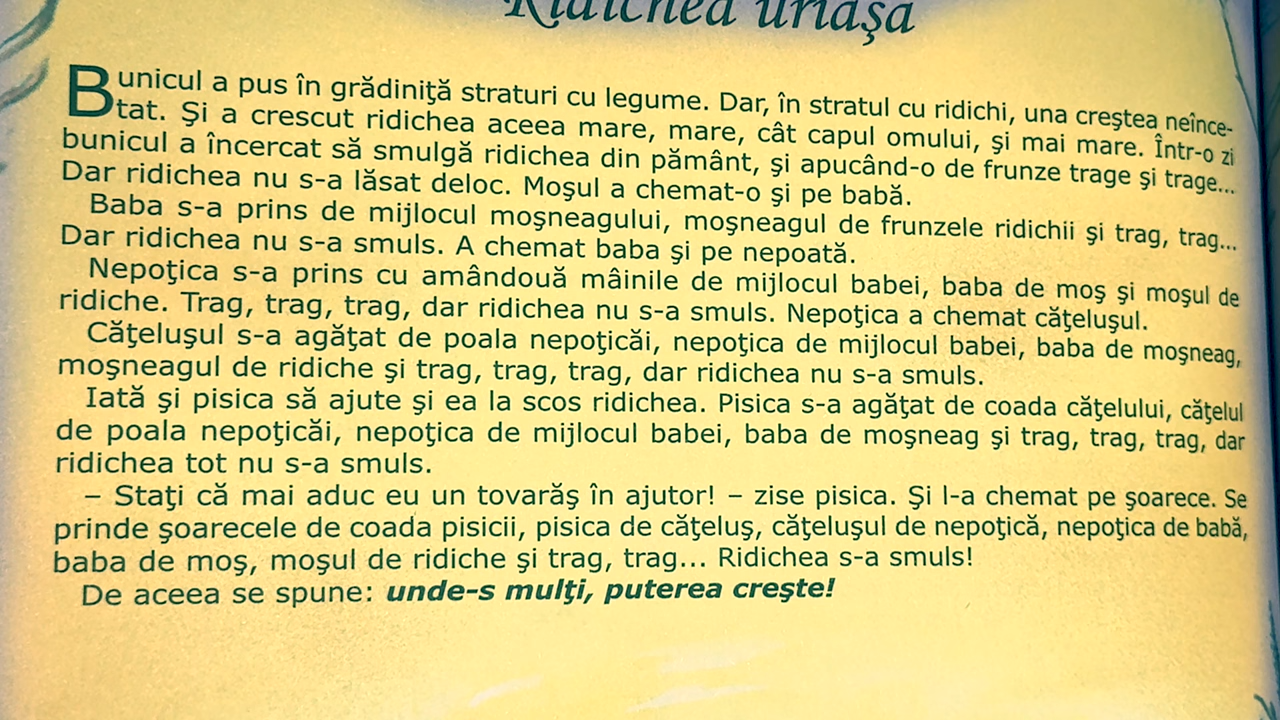 Ridichea uriaşa
Bunicul a pus în grădiniţă straturi cu legume. Dar, în stratul cu ridichi, una creştea neînce-
tat. Şi a crescut ridichea aceea mare, mare, cât capul omului, şi mai mare. Într-o zi
bunicul a încercat să smulgă ridichea din pământ, şi apucând-o de frunze trage şi trage...
Dar ridichea nu s-a lăsat deloc. Moşul a chemat-o şi pe babă.
Baba s-a prins de mijlocul moşneagului, moşneagul de frunzele ridichii şi trag, trag...
Dar ridichea nu s-a smuls. A chemat baba şi pe nepoată.
Nepoţica s-a prins cu amândouă mâinile de mijlocul babei, baba de moş şi moşul de
ridiche. Trag, trag, trag, dar ridichea nu s-a smuls. Nepoţica a chemat căţeluşul.
Căţeluşul s-a agăţat de poala nepoţicăi, nepoţica de mijlocul babei, baba de moşneag,
moşneagul de ridiche şi trag, trag, trag, dar ridichea nu s-a smuls.
Iată şi pisica să ajute şi ea la scos ridichea. Pisica s-a agăţat de coada căţelului, căţelul
de poala nepoţicăi, nepoţica de mijlocul babei, baba de moşneag şi trag, trag, trag, dar
ridichea tot nu s-a smuls.
– Staţi că mai aduc eu un tovarăş în ajutor! – zise pisica. Şi l-a chemat pe şoarece. Se
prinde şoarecele de coada pisicii, pisica de căţeluş, căţeluşul de nepoţică, nepoţica de babă,
baba de moş, moşul de ridiche şi trag, trag... Ridichea s-a smuls!
De aceea se spune: unde-s mulţi, puterea creşte!